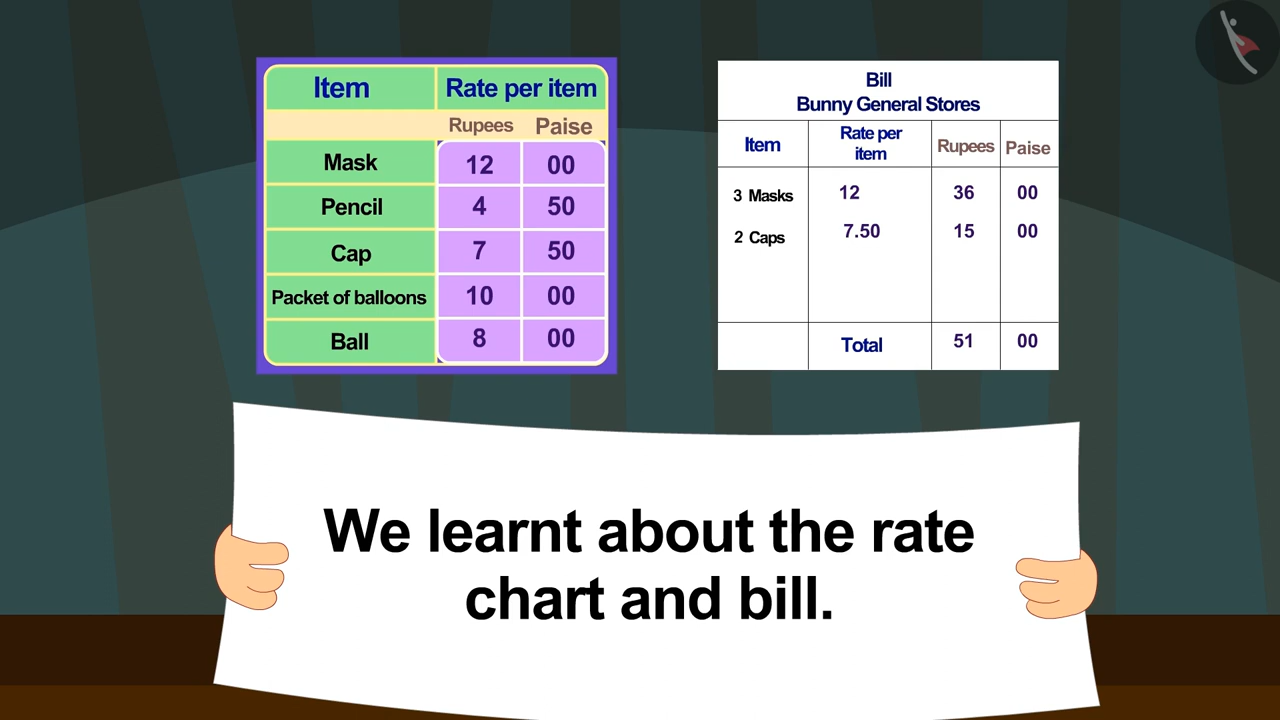 Item Rate per item
Rupees Paise
Mask 12 00
Pencil 4 50
Cap 7 50
Packet of balloons 10 00
Ball 8 00
Bill
Bunny General Stores
Item Rate per item Rupees Paise
3 Masks 12 36 00
2 Caps 7.50 15 00
Total 51 00
We learnt about the rate
chart and bill.